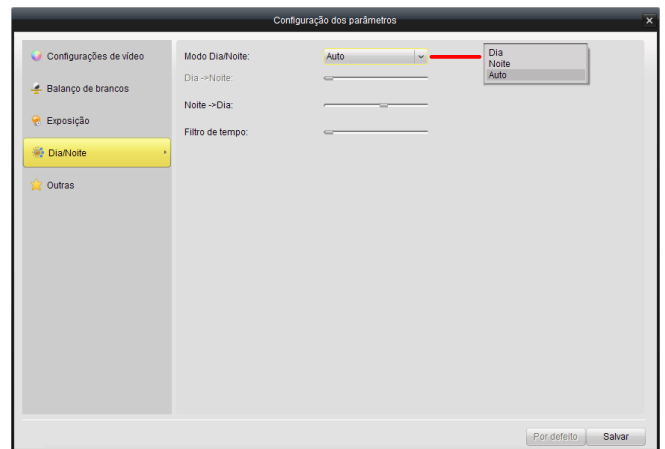 Configuração dos parâmetros
Configurações de vídeo
Balanço de brancos
Exposição
Dia/Noite
Outras
Modo Dia/Noite:
Auto
Dia ->Noite:
Noite ->Dia:
Filtro de tempo:
Dia
Noite
Auto
Por defeito
Salvar